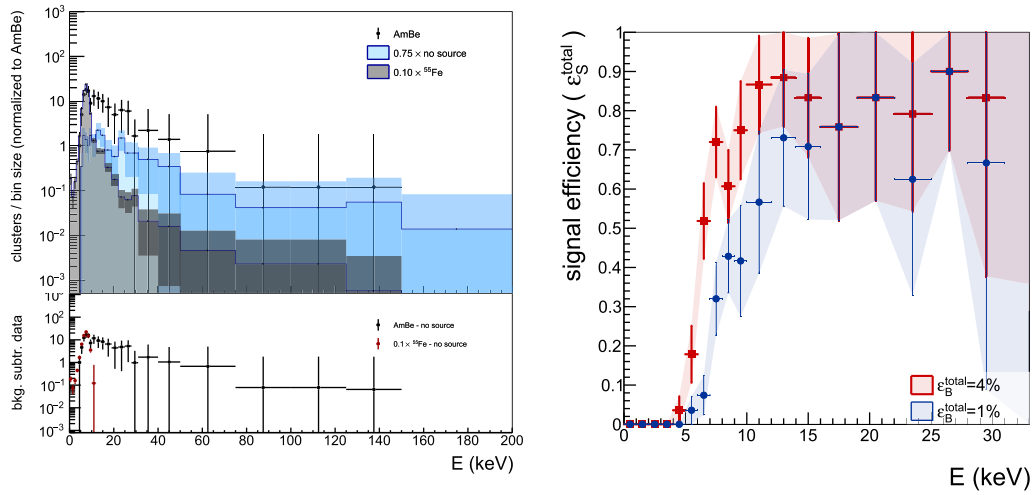 clusters / bin size (normalized to AmBe)
10³
10²
10
1
10⁻¹
10⁻²
10⁻³
AmBe
0.75 × no source
0.10 × ⁵⁵Fe
bkg. subtr. data
10³
10²
10
1
10⁻¹
10⁻²
10⁻³
AmBe - no source
0.1 × ⁵⁵Fe - no source
0 20 40 60 80 100 120 140 160 180 200
E (keV)
signal efficiency ( ε_S^total )
1
0.9
0.8
0.7
0.6
0.5
0.4
0.3
0.2
0.1
0
ε_B^total=4%
ε_B^total=1%
0 5 10 15 20 25 30
E (keV)